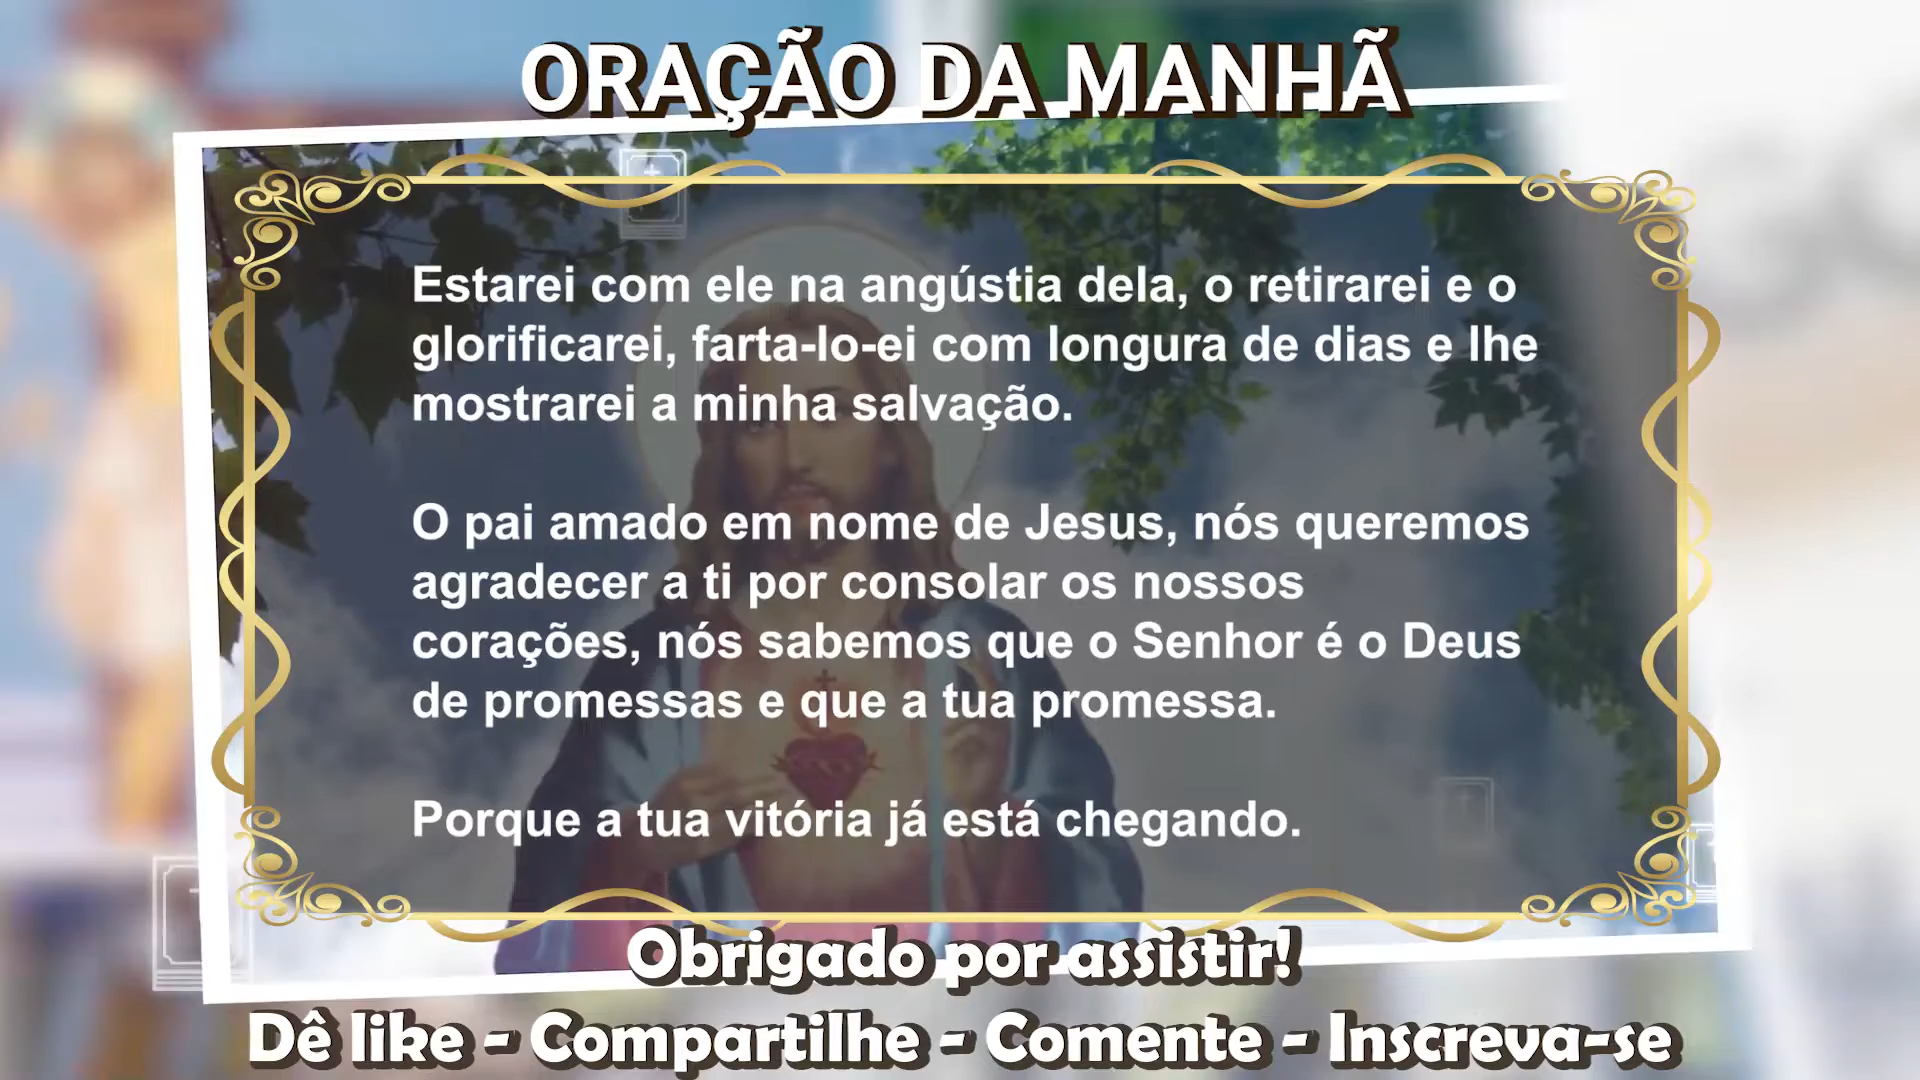 ORAÇÃO DA MANHÃ
Estarei com ele na angústia dela, o retirarei e o
glorificarei, farta-lo-ei com longura de dias e lhe
mostrarei a minha salvação.
O pai amado em nome de Jesus, nós queremos
agradecer a ti por consolar os nossos
corações, nós sabemos que o Senhor é o Deus
de promessas e que a tua promessa.
Porque a tua vitória já está chegando.
Obrigado por assistir!
Dê like - Compartilhe - Comente - Inscreva-se